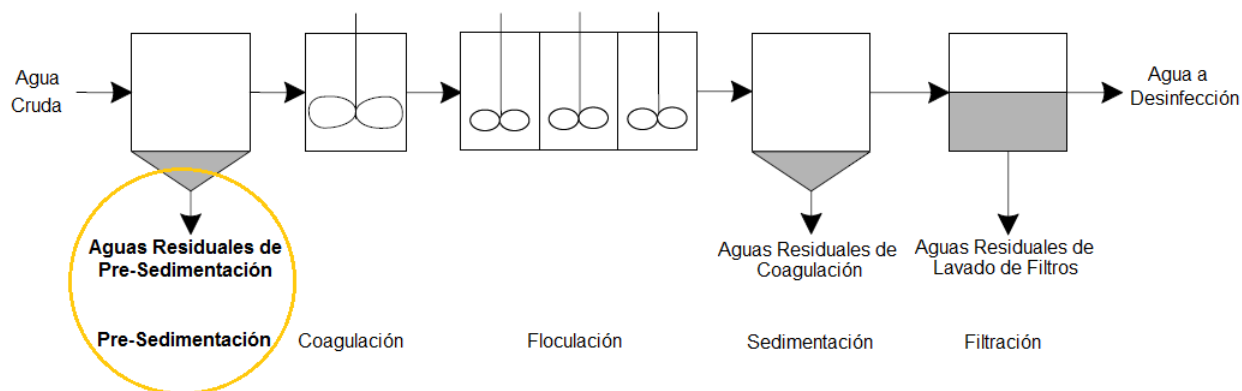 Agua
Cruda
Agua a
Desinfección
Aguas Residuales de
Pre-Sedimentación
Aguas Residuales de
Coagulación
Aguas Residuales de
Lavado de Filtros
Pre-Sedimentación
Coagulación
Floculación
Sedimentación
Filtración